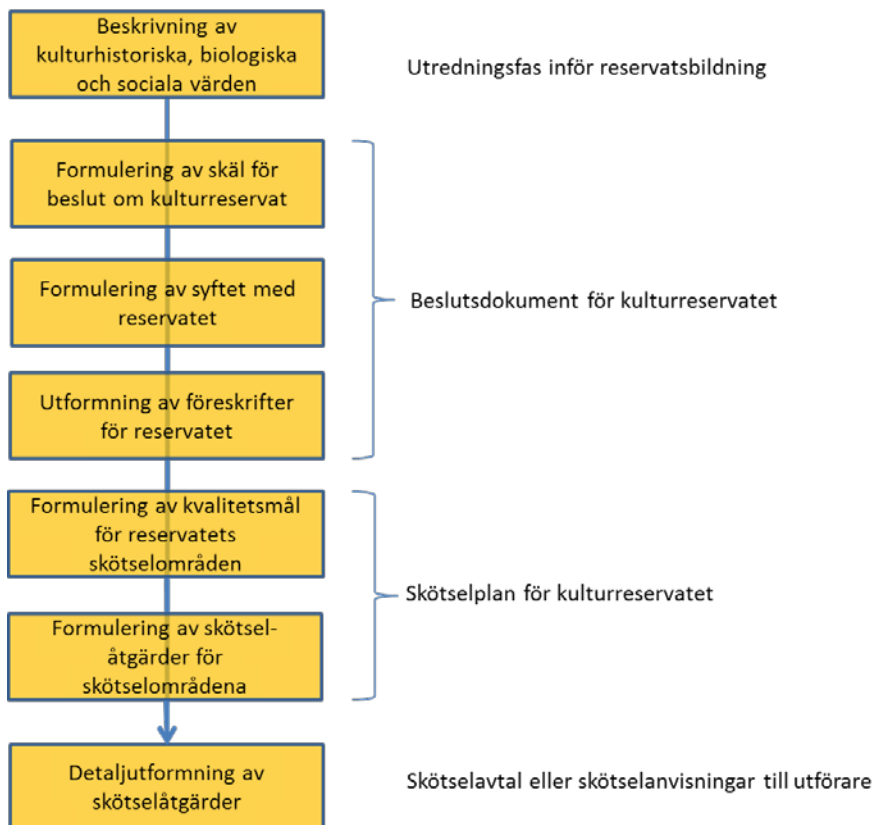 Beskrivning av
kulturhistoriska, biologiska
och sociala värden
Utredningsfas inför reservatsbildning
Formulering av skäl för
beslut om kulturreservat
Formulering av syftet med
reservatet
Utformning av föreskrifter
för reservatet
Beslutsdokument för kulturreservatet
Formulering av kvalitetsmål
för reservatets
skötselområden
Formulering av skötsel-
åtgärder för
skötselområdena
Skötselplan för kulturreservatet
Detaljutformning av
skötselåtgärder
Skötselavtal eller skötselanvisningar till utförare